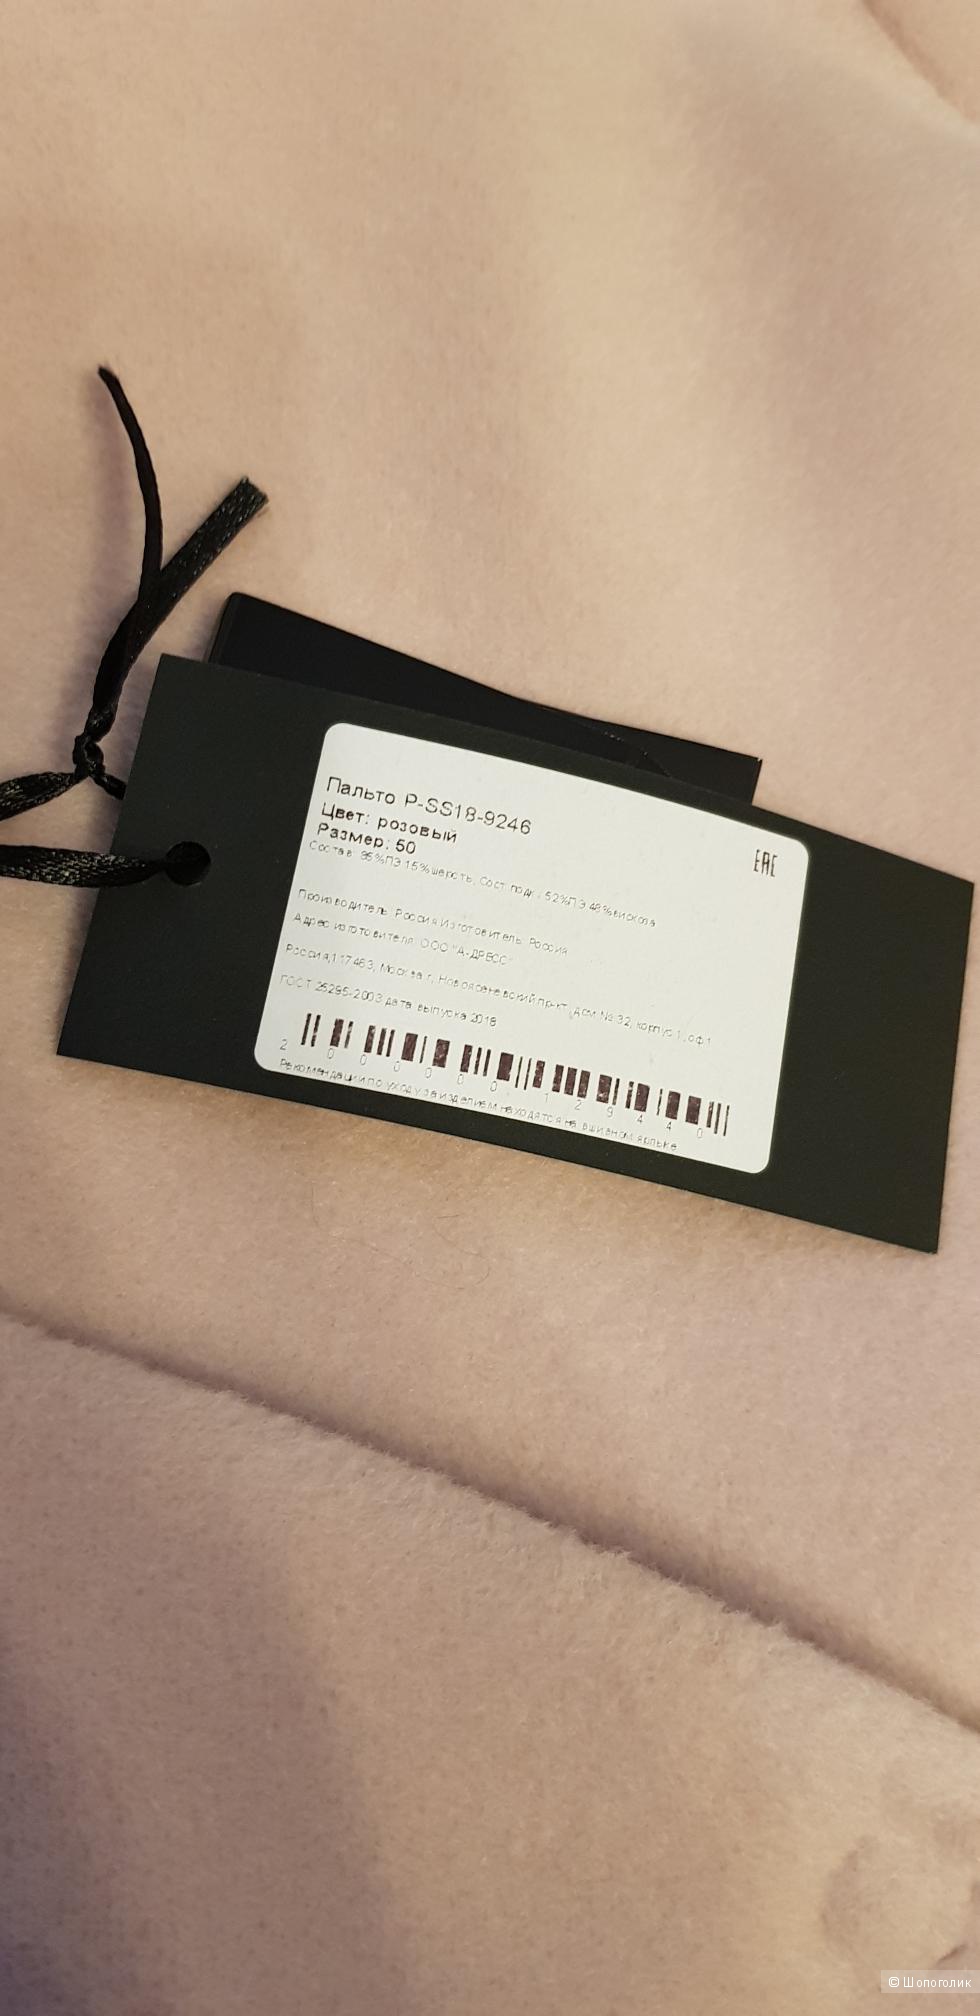 Пальто P-SS18-9246
Цвет: розовый
Размер: 50
EAC
Состав: 85%ПЭ 15%шерсть, Сост подк.: 52%ПЭ 48%вискоза
Производитель: Россия Изготовитель: Россия
Адрес изготовителя: ООО "А-ДРЕСС"
Россия,117463, Москва г, Новоясеневский пр-кт, дом № 32, корпус 1, оф 1
ГОСТ 25295-2003 дата выпуска 2018
2 0 0 0 0 0 0 1 2 9 4 4 0
Рекомендации по уходу за изделием находятся на вшивном ярлыке
© Шопоголик